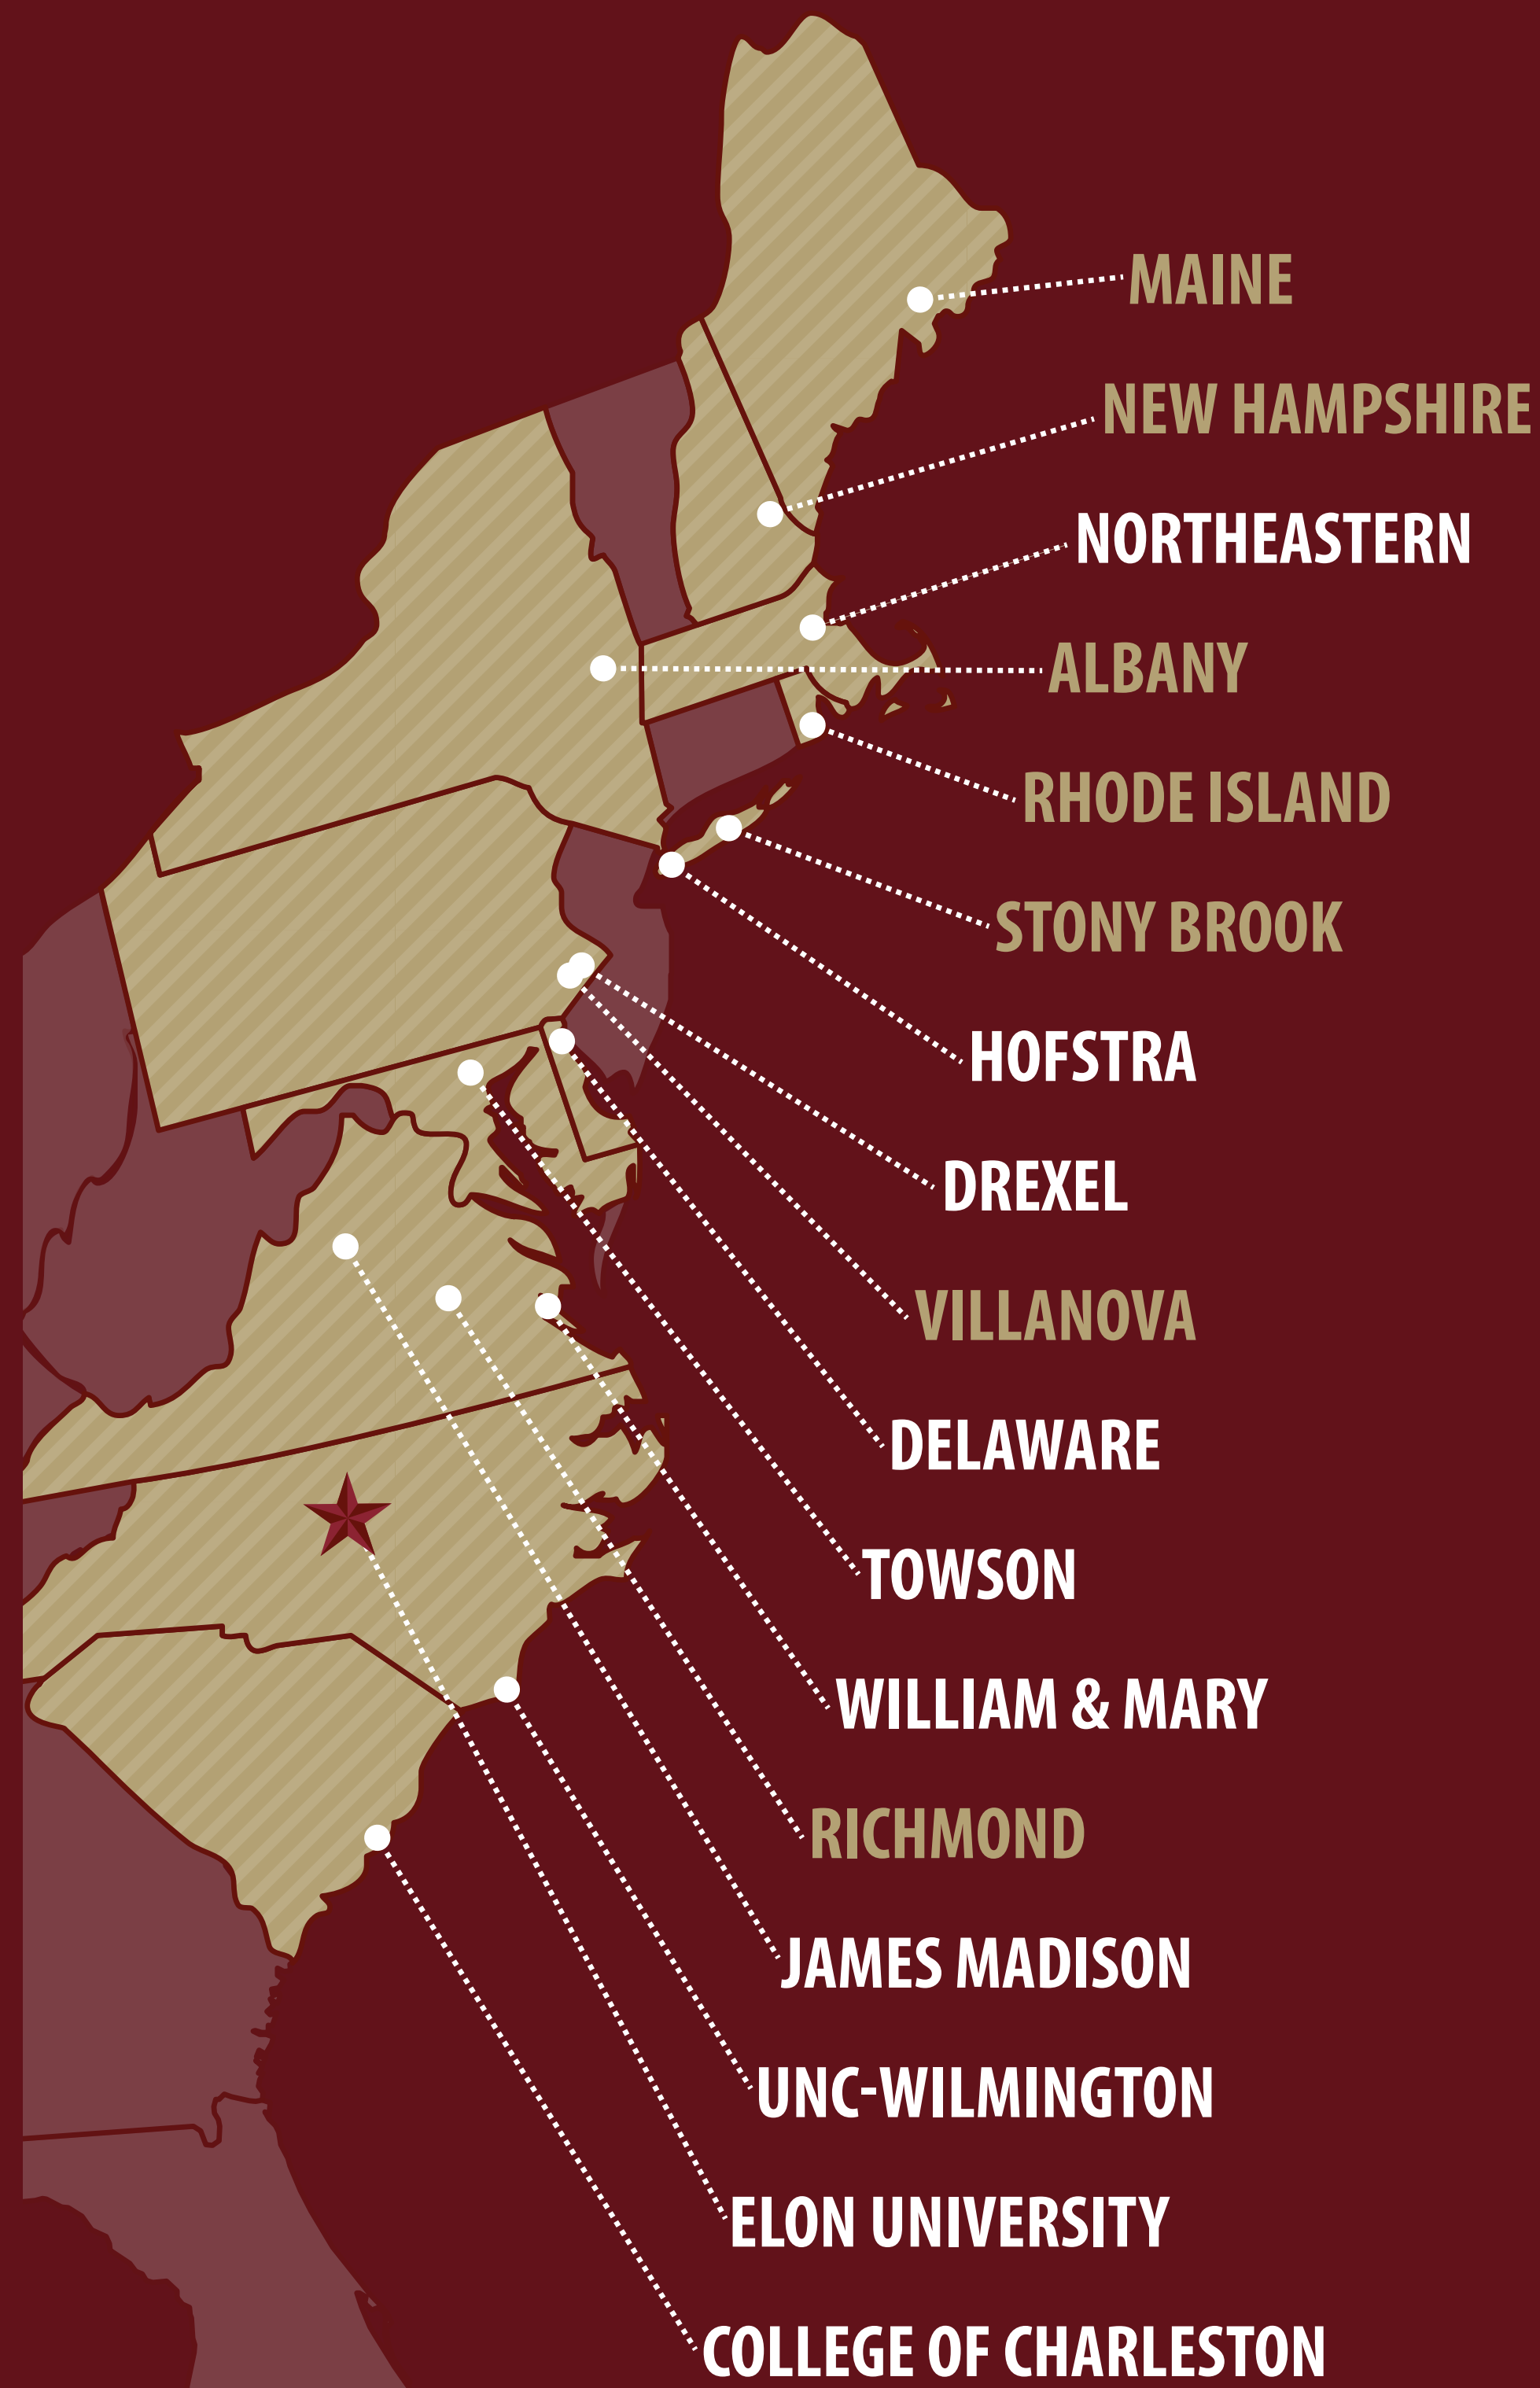 MAINE
NEW HAMPSHIRE
NORTHEASTERN
ALBANY
RHODE ISLAND
STONY BROOK
HOFSTRA
DREXEL
VILLANOVA
DELAWARE
TOWSON
WILLIAM & MARY
RICHMOND
JAMES MADISON
UNC-WILMINGTON
ELON UNIVERSITY
COLLEGE OF CHARLESTON